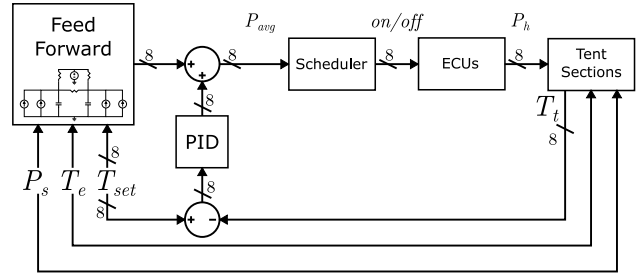 Feed
Forward
8
+
+
8
P_avg
8
Scheduler
on/off
8
ECUs
P_h
8
Tent
Sections
T_t
8
8
PID
8
8
P_s T_e T_set
8
+ −